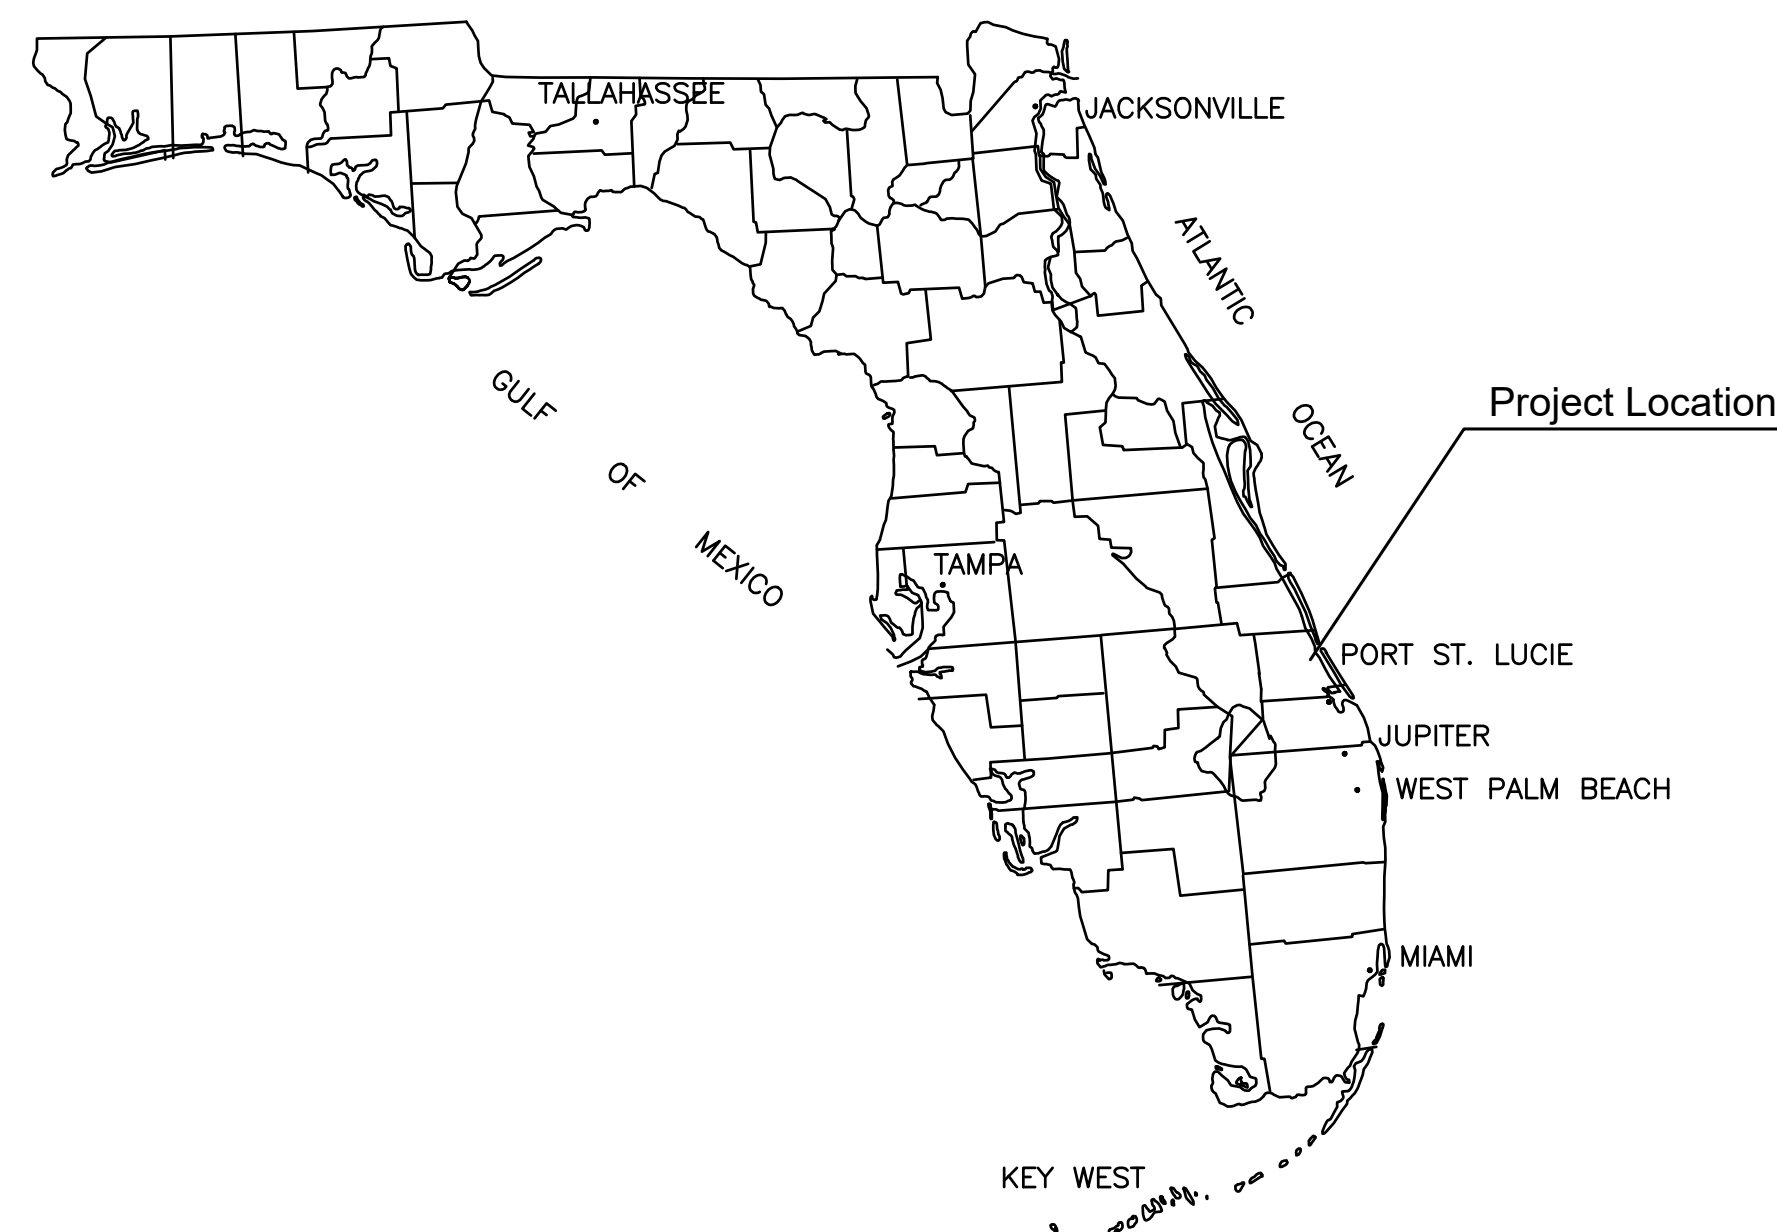 TALLAHASSEE
JACKSONVILLE
ATLANTIC
OCEAN
GULF
OF
MEXICO
Project Location
TAMPA
PORT ST. LUCIE
JUPITER
WEST PALM BEACH
MIAMI
KEY WEST